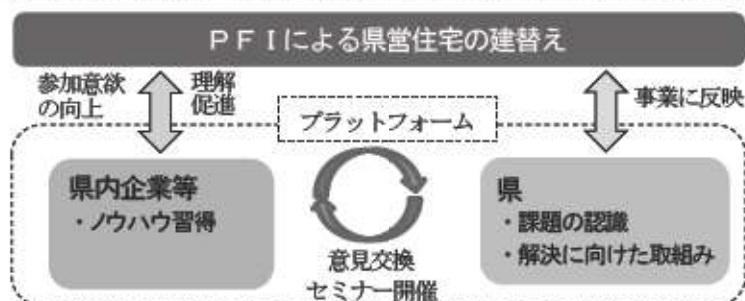 PFIによる県営住宅の建替え
参加意欲
の向上
理解
促進
事業に反映
プラットフォーム
県内企業等
・ノウハウ習得
県
・課題の認識
・解決に向けた取組み
意見交換
セミナー開催